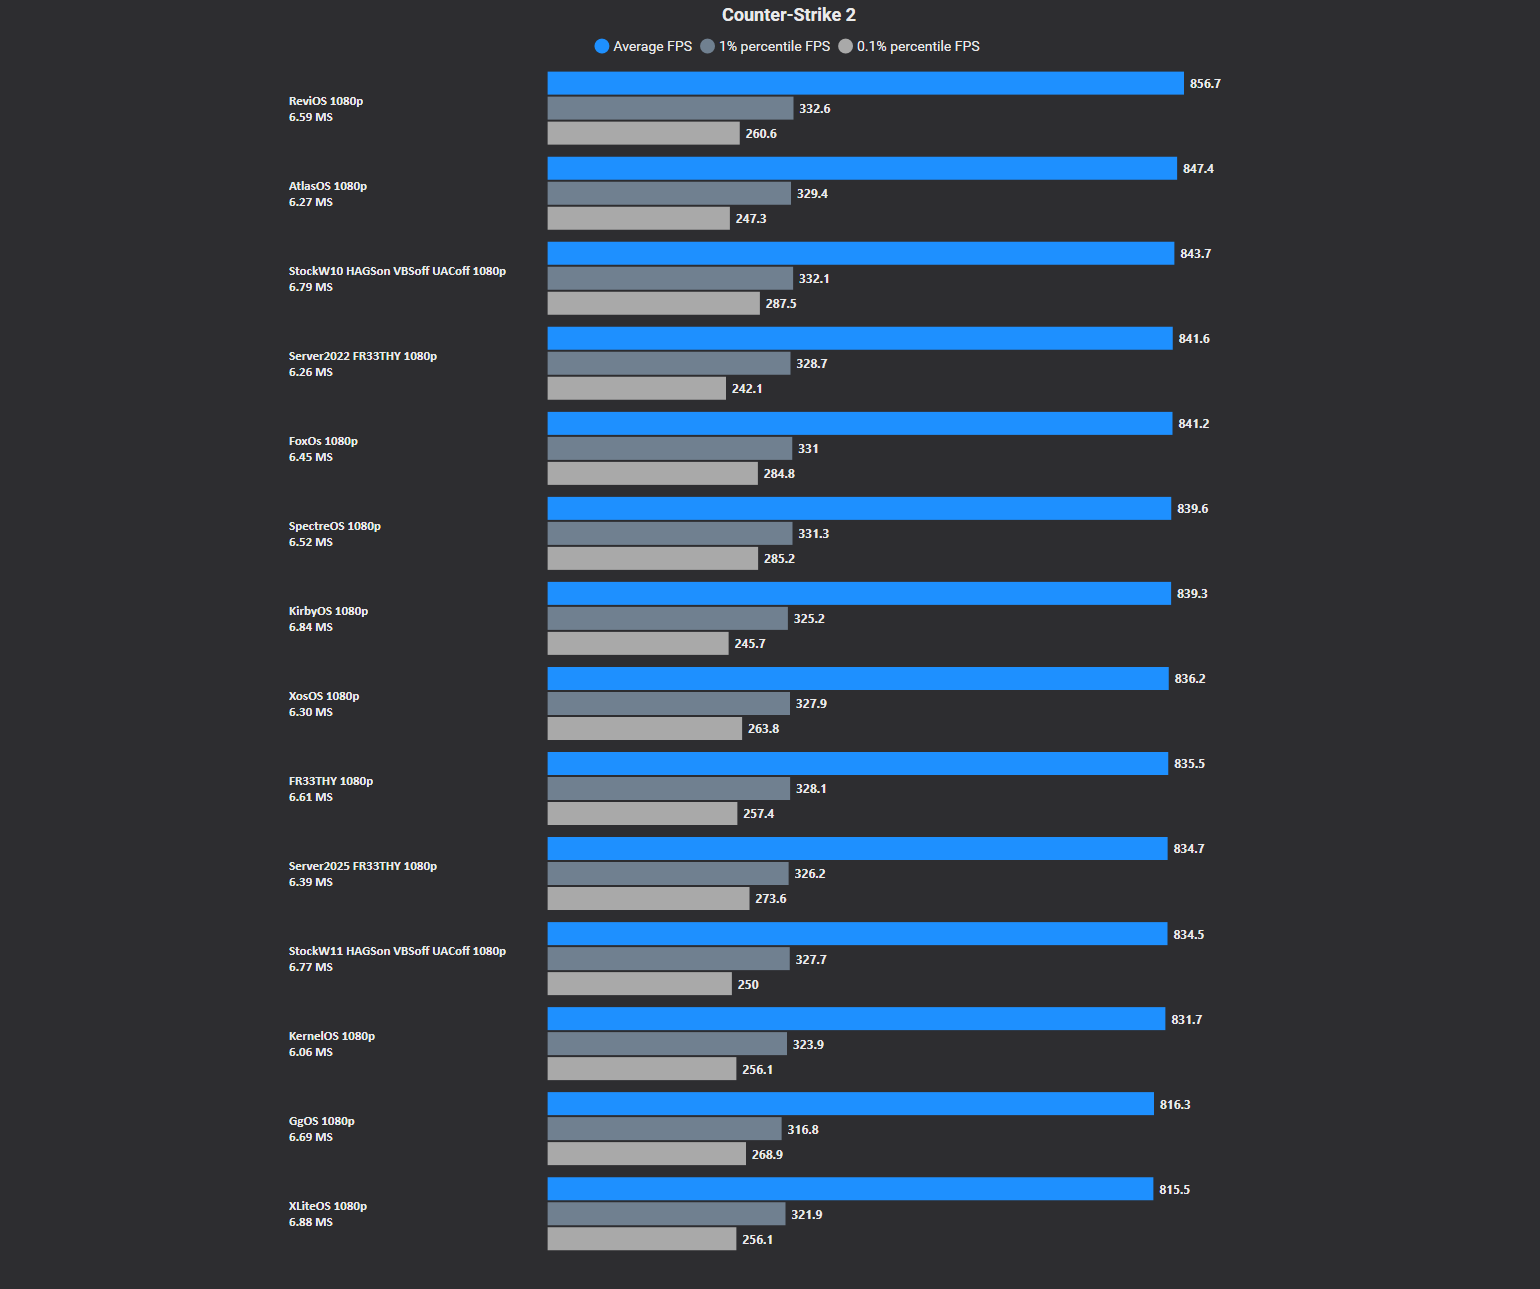 Counter-Strike 2
Average FPS 1% percentile FPS 0.1% percentile FPS
ReviOS 1080p
6.59 MS
856.7
332.6
260.6
AtlasOS 1080p
6.27 MS
847.4
329.4
247.3
StockW10 HAGSon VBSoff UACoff 1080p
6.79 MS
843.7
332.1
287.5
Server2022 FR33THY 1080p
6.26 MS
841.6
328.7
242.1
FoxOs 1080p
6.45 MS
841.2
331
284.8
SpectreOS 1080p
6.52 MS
839.6
331.3
285.2
KirbyOS 1080p
6.84 MS
839.3
325.2
245.7
XosOS 1080p
6.30 MS
836.2
327.9
263.8
FR33THY 1080p
6.61 MS
835.5
328.1
257.4
Server2025 FR33THY 1080p
6.39 MS
834.7
326.2
273.6
StockW11 HAGSon VBSoff UACoff 1080p
6.77 MS
834.5
327.7
250
KernelOS 1080p
6.06 MS
831.7
323.9
256.1
GgOS 1080p
6.69 MS
816.3
316.8
268.9
XLiteOS 1080p
6.88 MS
815.5
321.9
256.1